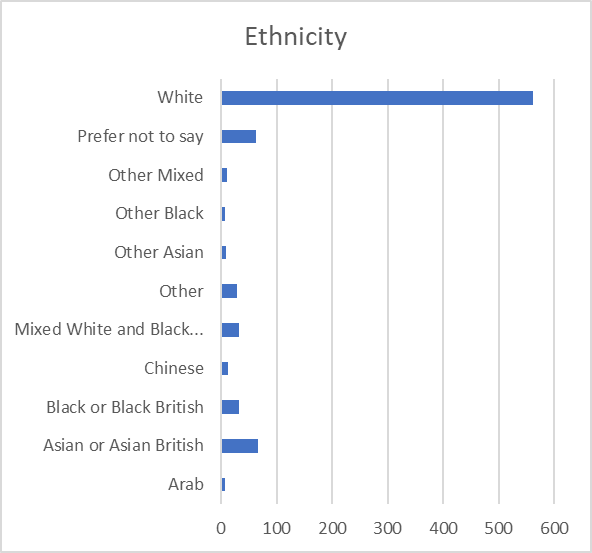 Ethnicity
White
Prefer not to say
Other Mixed
Other Black
Other Asian
Other
Mixed White and Black...
Chinese
Black or Black British
Asian or Asian British
Arab
0 100 200 300 400 500 600